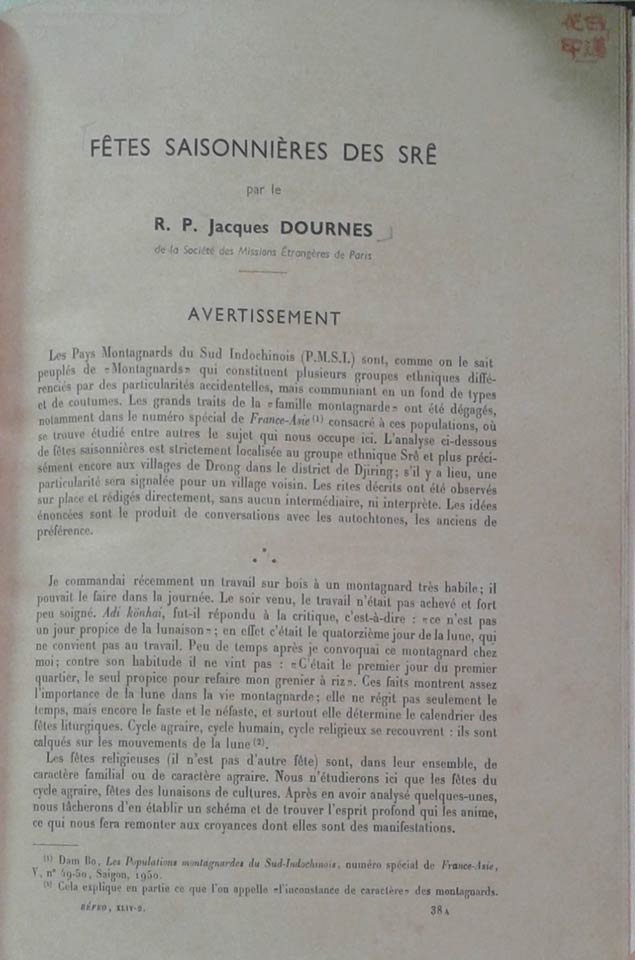 FÊTES SAISONNIÈRES DES SRÊ
par le
R. P. Jacques DOURNES
de la Société des Missions Étrangères de Paris
AVERTISSEMENT
Les Pays Montagnards du Sud Indochinois (P.M.S.I.) sont, comme on le sait
peuplés de «Montagnards» qui constituent plusieurs groupes ethniques diffé-
renciés par des particularités accidentelles, mais communiant en un fond de types
et de coutumes. Les grands traits de la «famille montagnarde» ont été dégagés,
notamment dans le numéro spécial de France-Asie (1) consacré à ces populations, où
se trouve étudié entre autres le sujet qui nous occupe ici. L'analyse ci-dessous
de fêtes saisonnières est strictement localisée au groupe ethnique Srê et plus préci-
sément encore aux villages de Drong dans le district de Djiring; s'il y a lieu, une
particularité sera signalée pour un village voisin. Les rites décrits ont été observés
sur place et rédigés directement, sans aucun intermédiaire, ni interprète. Les idées
énoncées sont le produit de conversations avec les autochtones, les anciens de
préférence.
Je commandai récemment un travail sur bois à un montagnard très habile; il
pouvait le faire dans la journée. Le soir venu, le travail n'était pas achevé et fort
peu soigné. Adi könhai, fut-il répondu à la critique, c'est-à-dire : «ce n'est pas
un jour propice de la lunaison»; en effet c'était le quatorzième jour de la lune, qui
ne convient pas au travail. Peu de temps après je convoquai ce montagnard chez
moi; contre son habitude il ne vint pas : «C'était le premier jour du premier
quartier, le seul propice pour refaire mon grenier à riz». Ces faits montrent assez
l'importance de la lune dans la vie montagnarde; elle ne régit pas seulement le
temps, mais encore le faste et le néfaste, et surtout elle détermine le calendrier des
fêtes liturgiques. Cycle agraire, cycle humain, cycle religieux se recouvrent : ils sont
calqués sur les mouvements de la lune (2).
Les fêtes religieuses (il n'est pas d'autre fête) sont, dans leur ensemble, de
caractère familial ou de caractère agraire. Nous n'étudierons ici que les fêtes du
cycle agraire, fêtes des lunaisons de cultures. Après en avoir analysé quelques-unes,
nous tâcherons d'en établir un schéma et de trouver l'esprit profond qui les anime,
ce qui nous fera remonter aux croyances dont elles sont des manifestations.
(1) Dam Bo, Les Populations montagnardes du Sud-Indochinois, numéro spécial de France-Asie,
V, n° 49-50, Saigon, 1950.
(2) Cela explique en partie ce que l'on appelle «l'inconstance de caractère» des montagnards.
BÉFEO, XLIV-2.
38 A